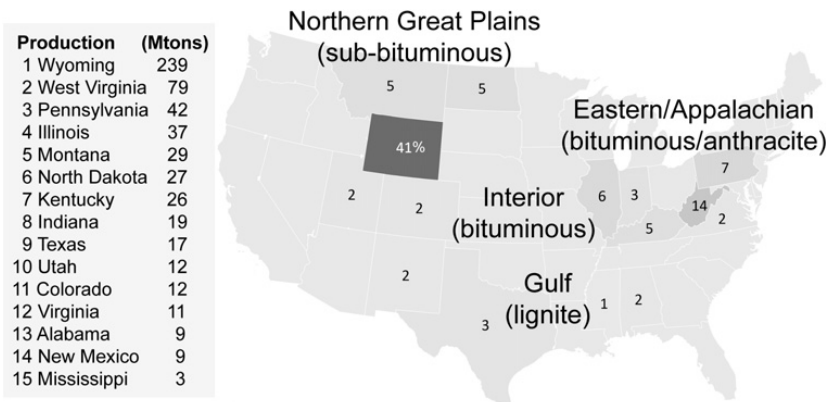 Production (Mtons)
1 Wyoming 239
2 West Virginia 79
3 Pennsylvania 42
4 Illinois 37
5 Montana 29
6 North Dakota 27
7 Kentucky 26
8 Indiana 19
9 Texas 17
10 Utah 12
11 Colorado 12
12 Virginia 11
13 Alabama 9
14 New Mexico 9
15 Mississippi 3
Northern Great Plains
(sub-bituminous)
5
5
Eastern/Appalachian
(bituminous/anthracite)
41%
7
Interior
(bituminous)
2
2
6
3
14
5
2
2
Gulf
(lignite)
3
1
2